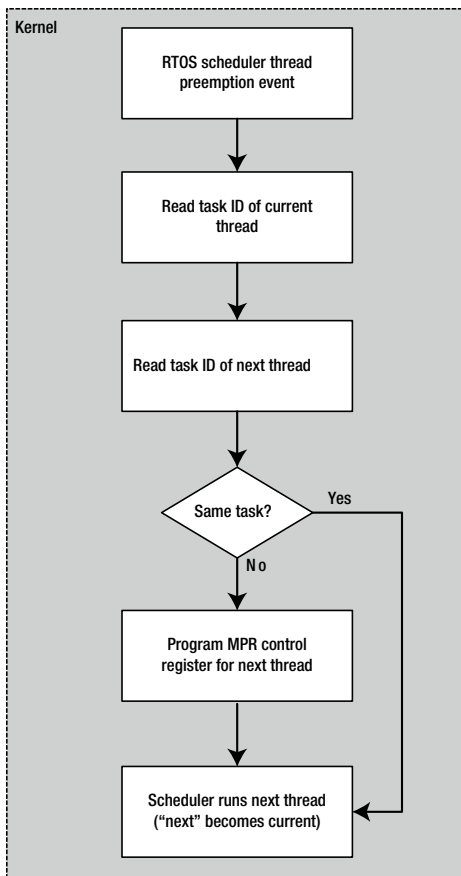 Kernel
RTOS scheduler thread
preemption event
Read task ID of current
thread
Read task ID of next thread
Same task?
Yes
No
Program MPR control
register for next thread
Scheduler runs next thread
(“next” becomes current)